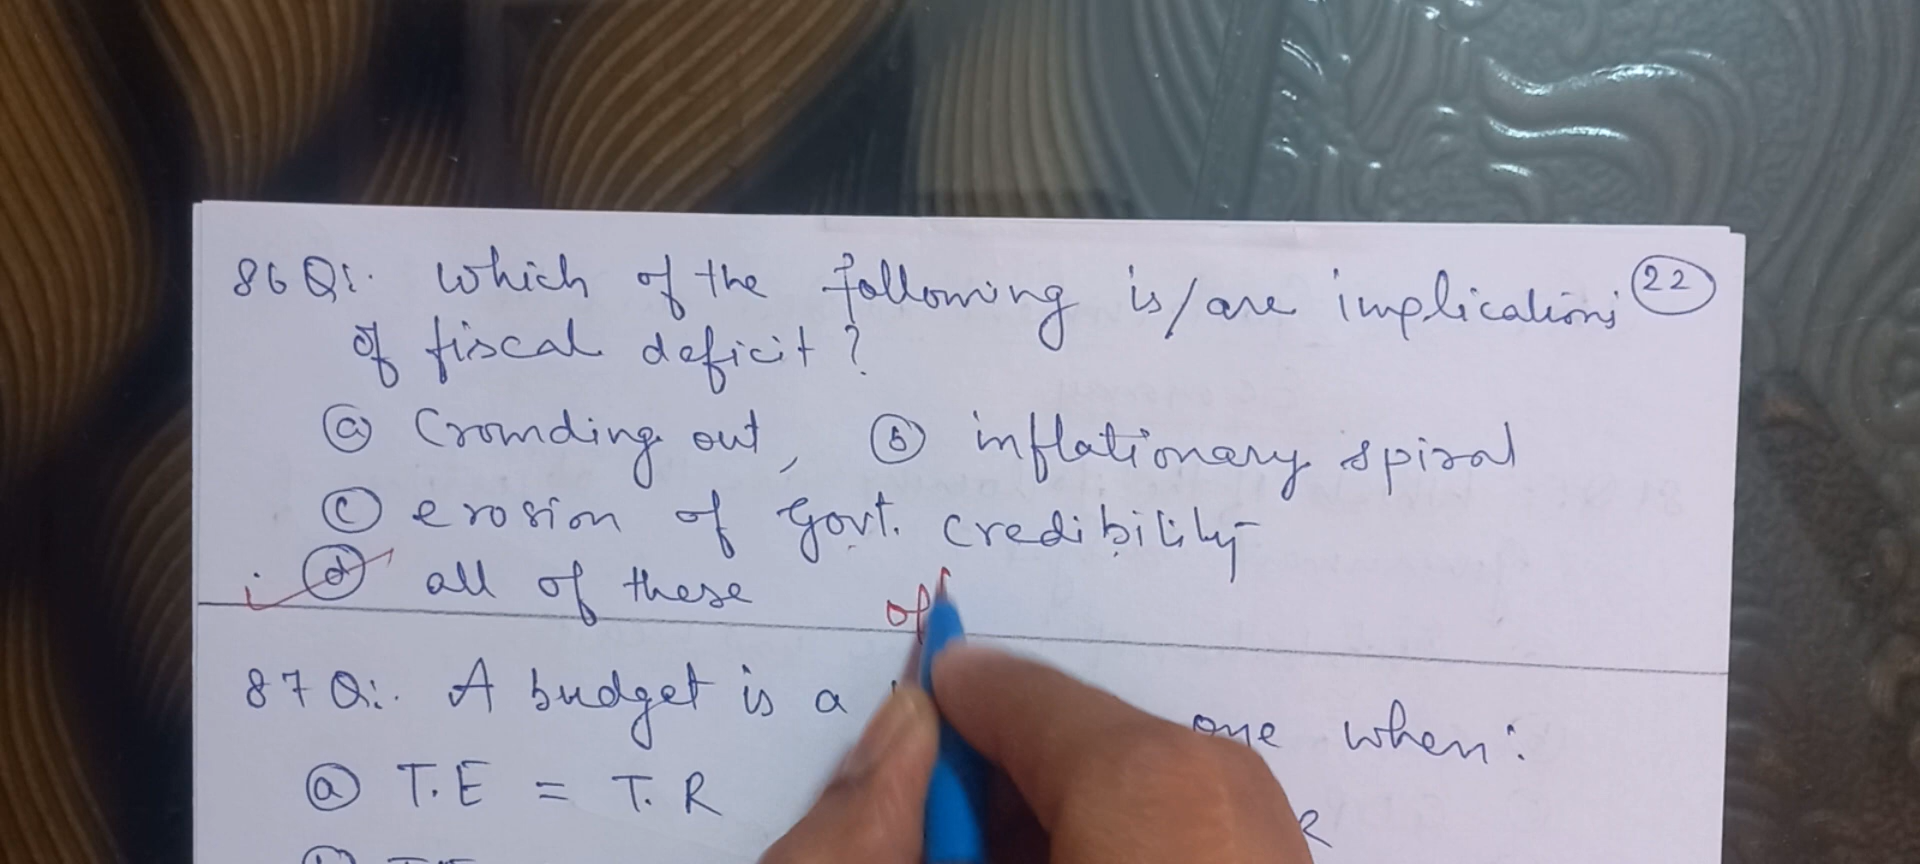 86 Q:. Which of the following is/are implications 22
of fiscal deficit?
(a) Crowding out, (b) inflationary spiral
(c) erosion of Govt. credibility
(d) all of these of
87 Q:. A budget is a one when:
(a) T.E = T.R R